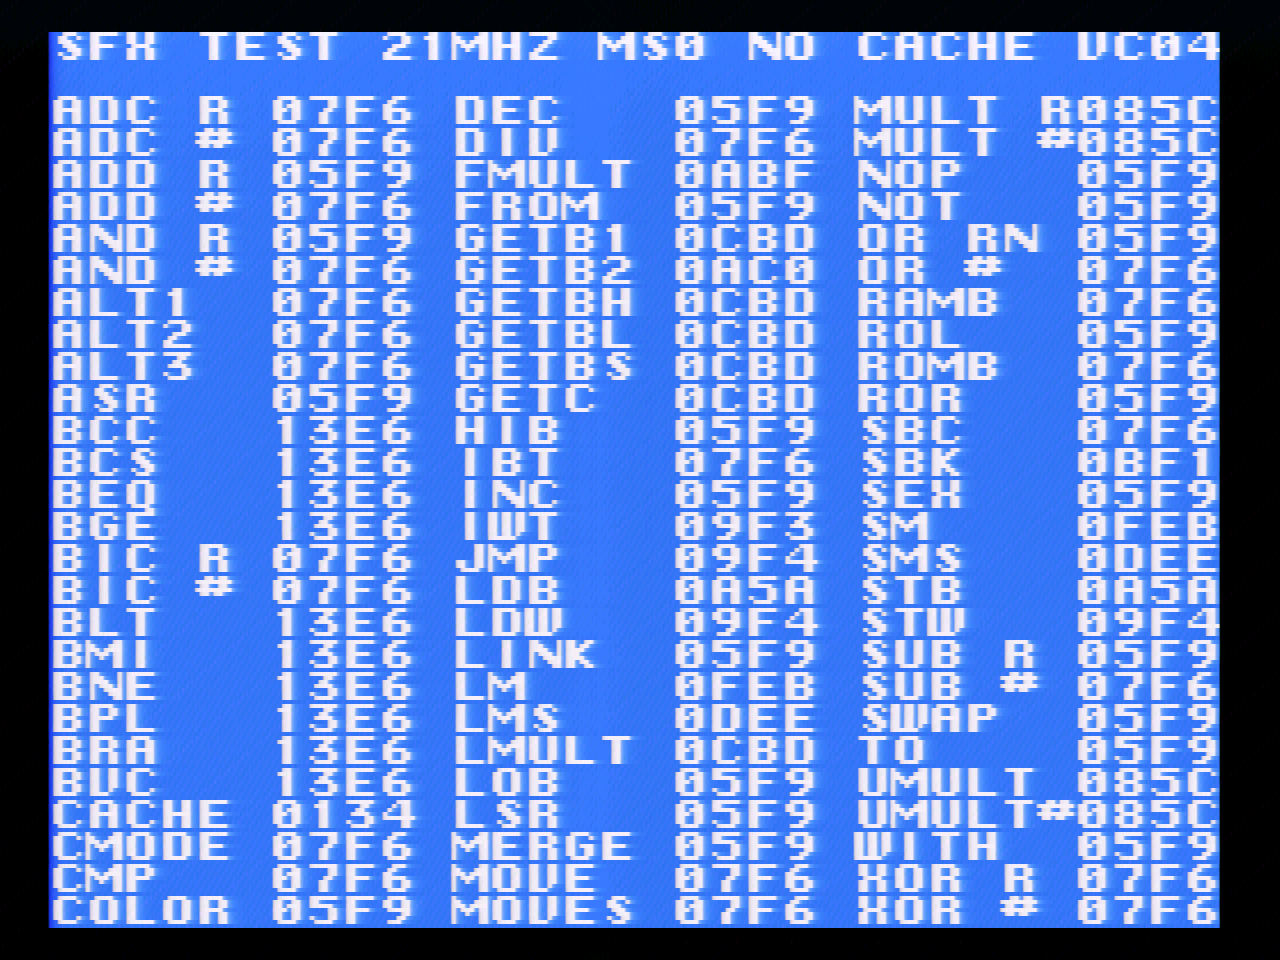 SFX TEST 21MHZ MS0 NO CACHE VC04
ADC R 07F6 DEC 05F9 MULT R085C
ADC # 07F6 DIV 07F6 MULT #085C
ADD R 05F9 FMULT 0ABF NOP 05F9
ADD # 07F6 FROM 05F9 NOT 05F9
AND R 05F9 GETB1 0CBD OR RN 05F9
AND # 07F6 GETB2 0AC0 OR # 07F6
ALT1 07F6 GETBH 0CBD RAMB 07F6
ALT2 07F6 GETBL 0CBD ROL 05F9
ALT3 07F6 GETBS 0CBD ROMB 07F6
ASR 05F9 GETC 0CBD ROR 05F9
BCC 13E6 HIB 05F9 SBC 07F6
BCS 13E6 IBT 07F6 SBK 0BF1
BEQ 13E6 INC 05F9 SEX 05F9
BGE 13E6 IWT 09F3 SM 0FEB
BIC R 07F6 JMP 09F4 SMS 0DEE
BIC # 07F6 LDB 0A5A STB 0A5A
BLT 13E6 LDW 09F4 STW 09F4
BMI 13E6 LINK 05F9 SUB R 05F9
BNE 13E6 LM 0FEB SUB # 07F6
BPL 13E6 LMS 0DEE SWAP 05F9
BRA 13E6 LMULT 0CBD TO 05F9
BVC 13E6 LOB 05F9 UMULT 085C
CACHE 0134 LSR 05F9 UMULT#085C
CMODE 07F6 MERGE 05F9 WITH 05F9
CMP 07F6 MOVE 07F6 XOR R 07F6
COLOR 05F9 MOVES 07F6 XOR # 07F6